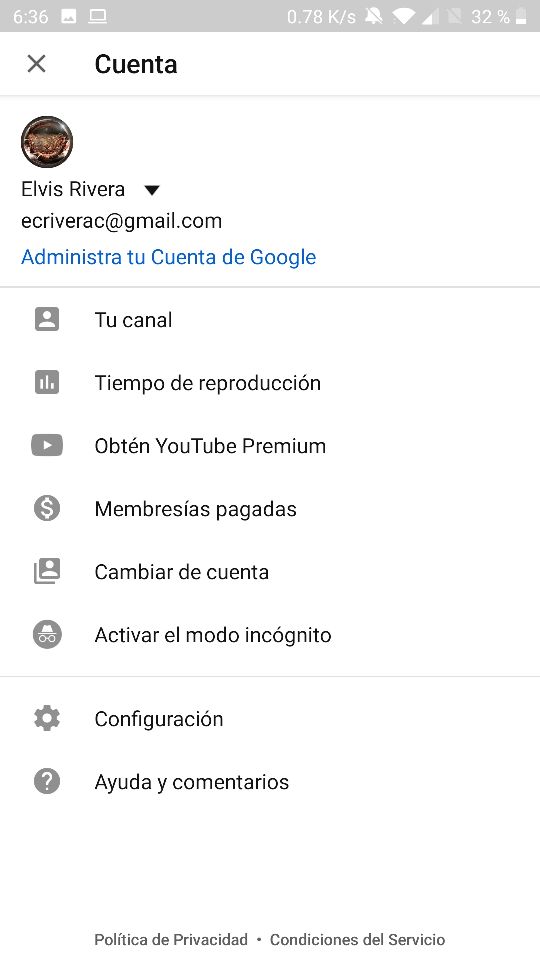 6:36 0.78 K/s 32 %
Cuenta
Elvis Rivera
ecriverac@gmail.com
Administra tu Cuenta de Google
Tu canal
Tiempo de reproducción
Obtén YouTube Premium
Membresías pagadas
Cambiar de cuenta
Activar el modo incógnito
Configuración
Ayuda y comentarios
Política de Privacidad • Condiciones del Servicio